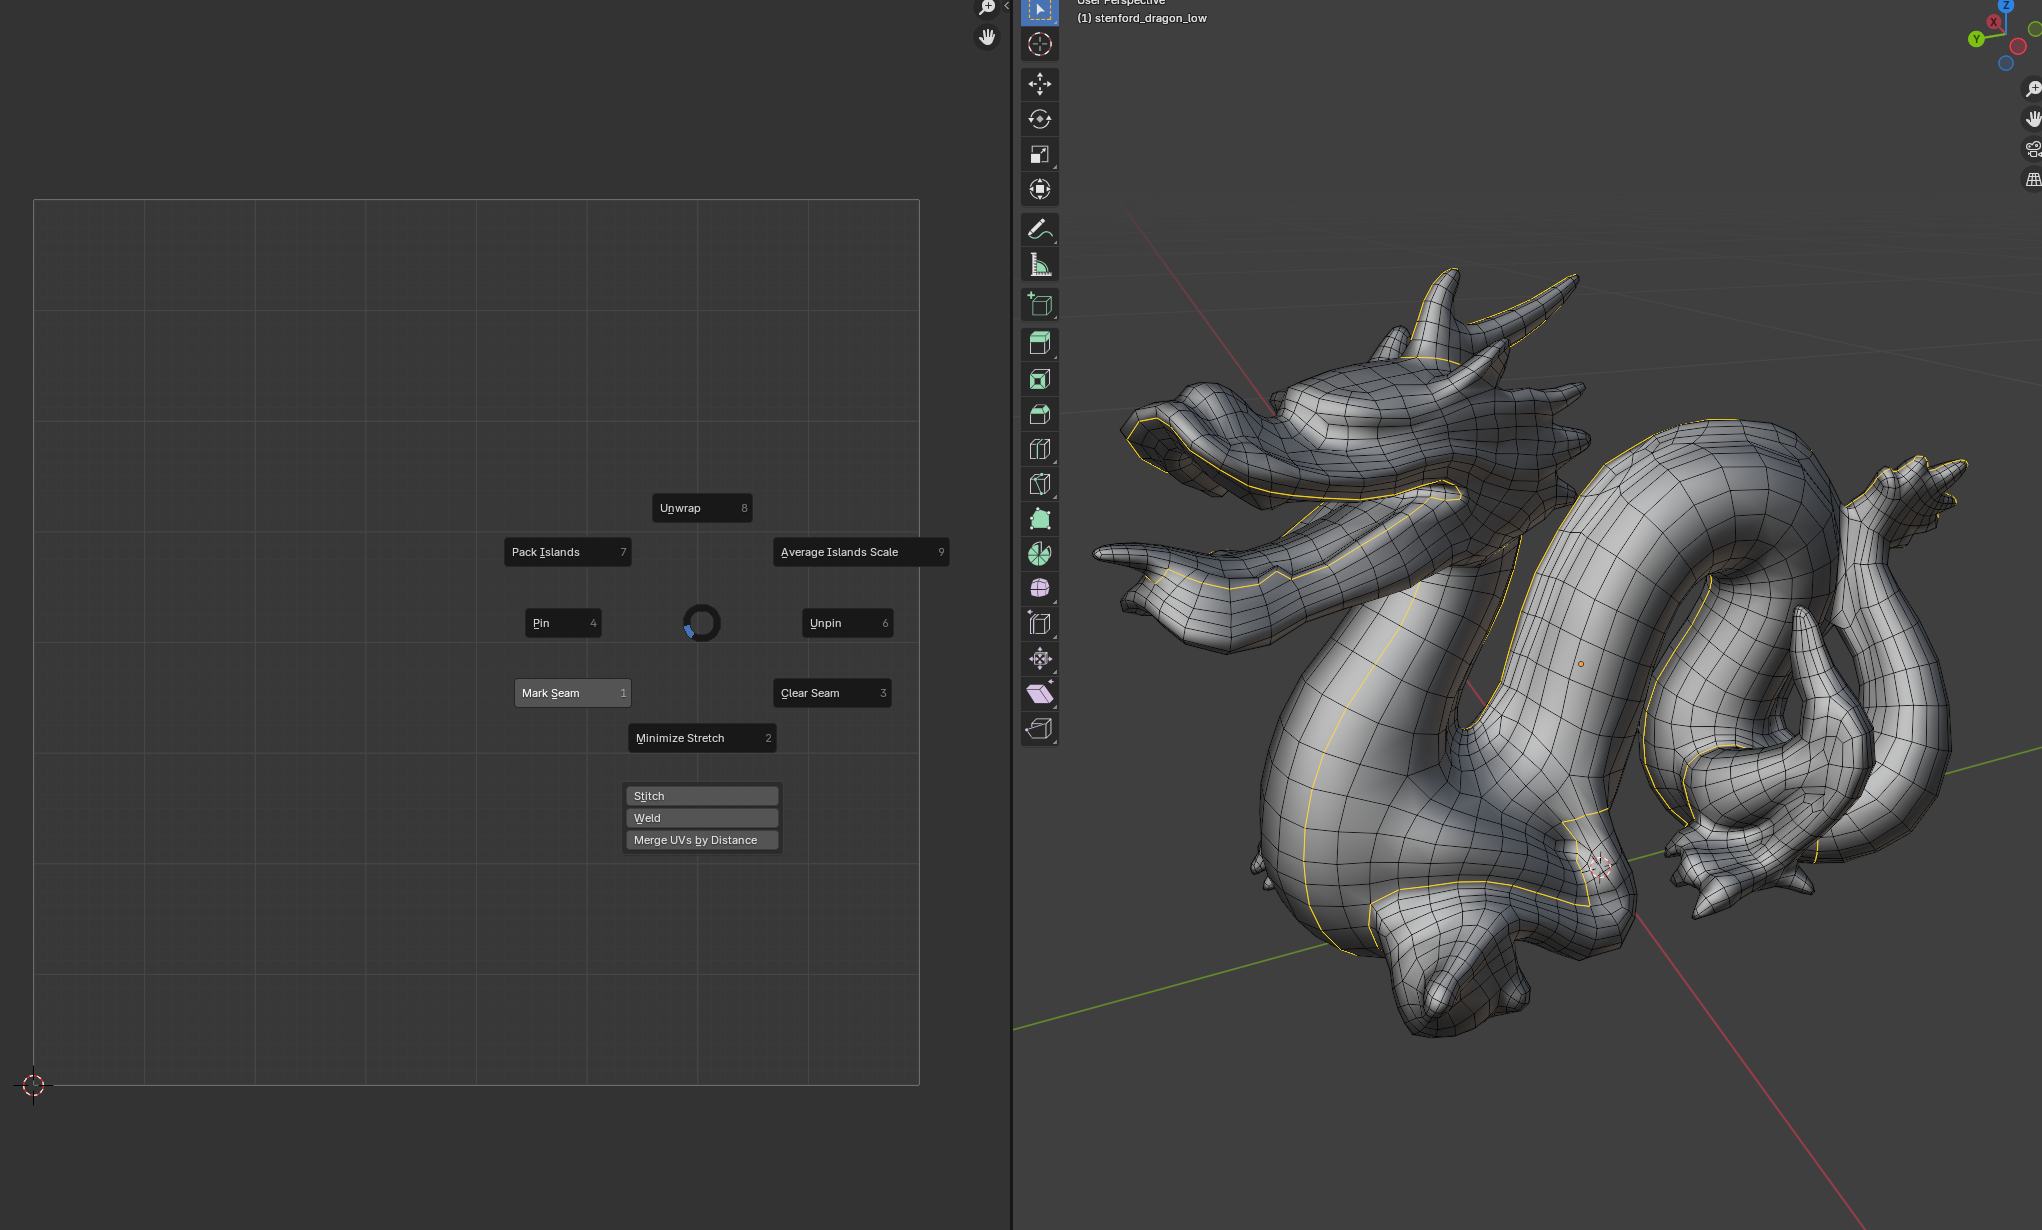 User Perspective
(1) stenford_dragon_low
Z
X
Y
Unwrap 8
Pack Islands 7
Average Islands Scale 9
Pin 4
Unpin 6
Mark Seam 1
Clear Seam 3
Minimize Stretch 2
Stitch
Weld
Merge UVs by Distance